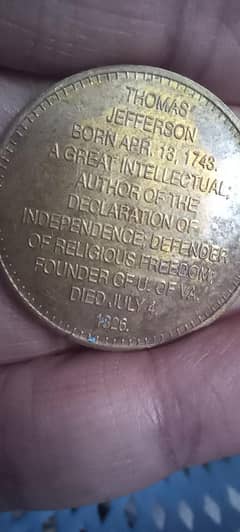 THOMAS
JEFFERSON
BORN APR. 13, 1743.
A GREAT INTELLECTUAL;
AUTHOR OF THE
DECLARATION OF
INDEPENDENCE; DEFENDER
OF RELIGIOUS FREEDOM;
FOUNDER OF U. OF VA.
DIED JULY 4,
1826.